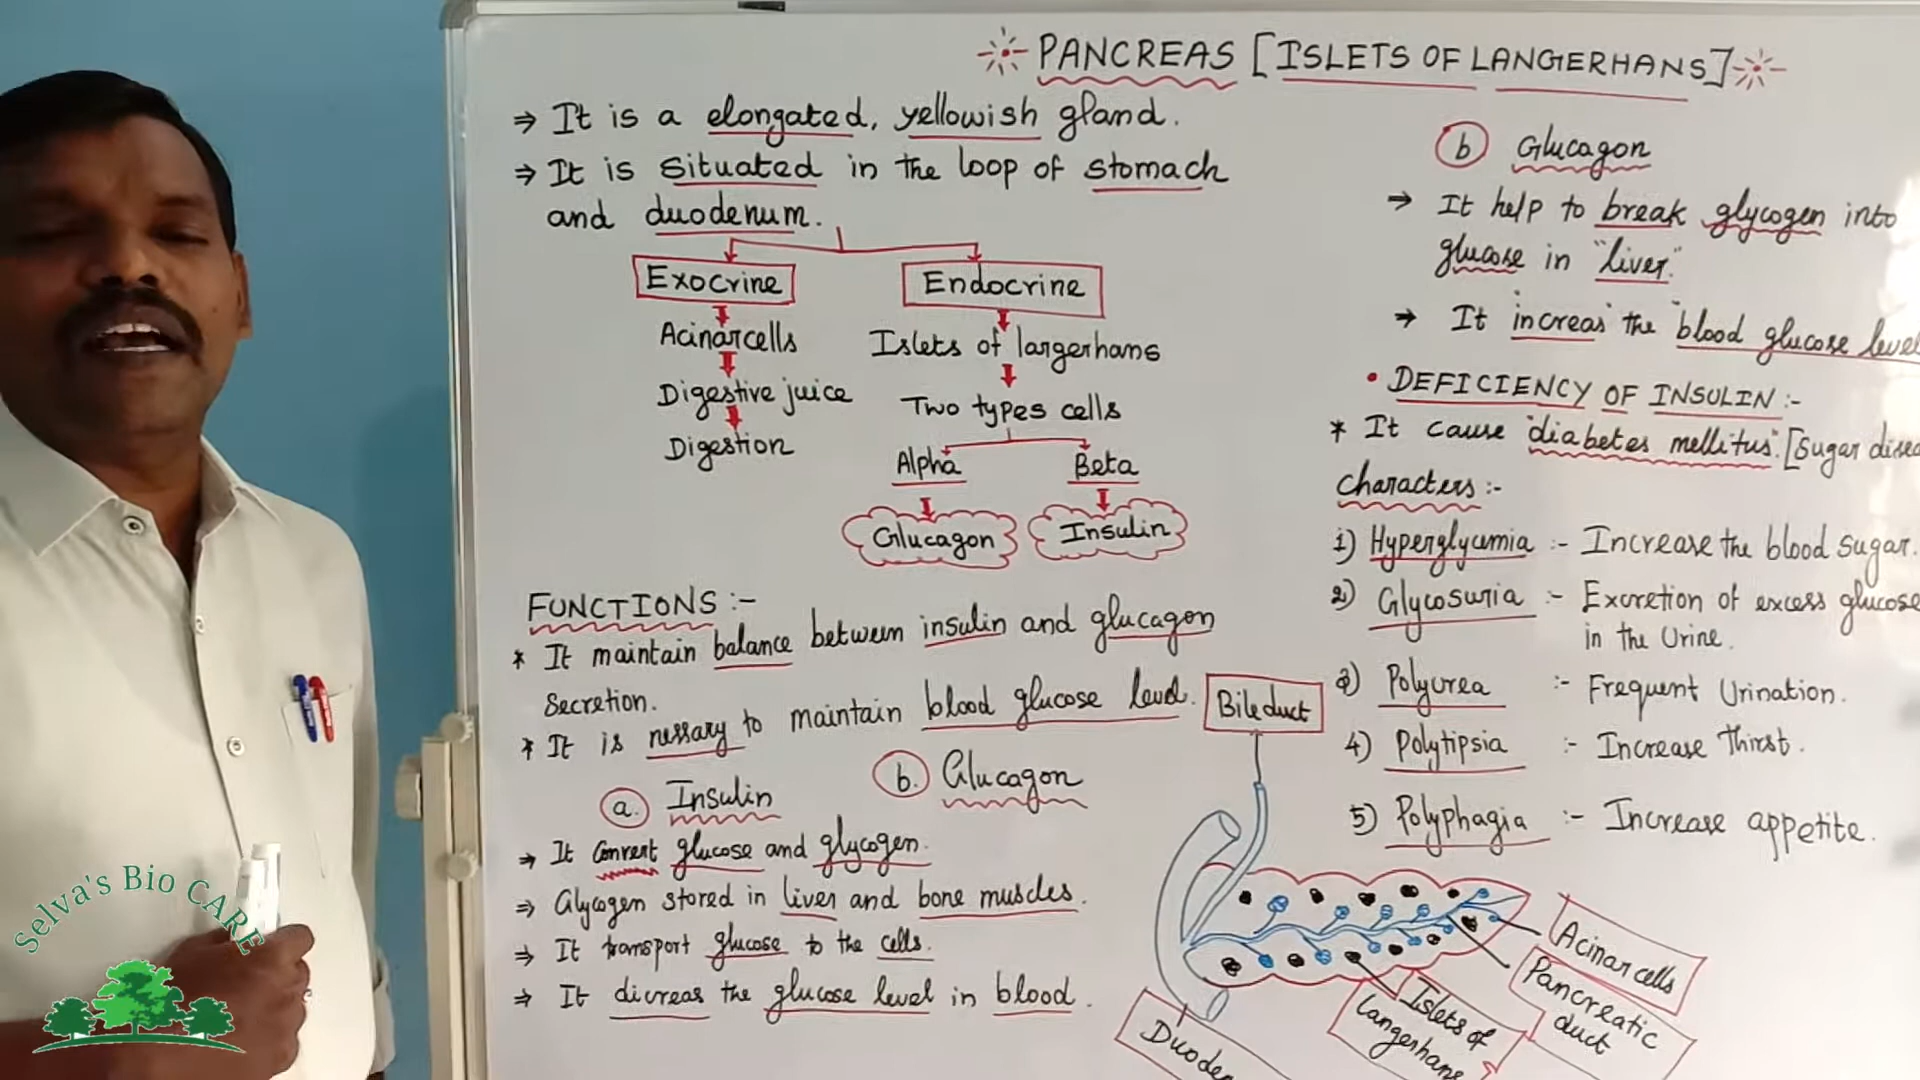 PANCREAS [ISLETS OF LANGERHANS]
⇒ It is a elongated, yellowish gland.
⇒ It is situated in the loop of stomach
and duodenum.
Exocrine
Acinarcells
Digestive juice
Digestion
Endocrine
Islets of largerhans
Two types cells
Alpha
Beta
Glucagon
Insulin
FUNCTIONS :-
* It maintain balance between insulin and glucagon
Secretion.
* It is nessary to maintain blood glucose level.
a. Insulin
b. Glucagon
⇒ It Convert glucose and glycogen.
⇒ Glycogen stored in liver and bone muscles.
⇒ It transport glucose to the cells.
⇒ It dicreas the glucose level in blood.
b Glucagon
→ It help to break glycogen into
glucose in "liver".
→ It increas the blood glucose level
• DEFICIENCY OF INSULIN :-
* It cause "diabetes mellitus". [Sugar disea
Characters :-
1) Hyperglycmia :- Increase the blood sugar.
2) Glycosuria :- Excretion of excess glucose
in the Urine.
3) Polyurea :- Frequent Urination.
4) Polytipsia :- Increase thirst.
5) Polyphagia :- Increase appetite.
Bile duct
Acinar cells
Pancreatic
duct
Islets of
langerhans
Duoden
Selva's Bio CARE